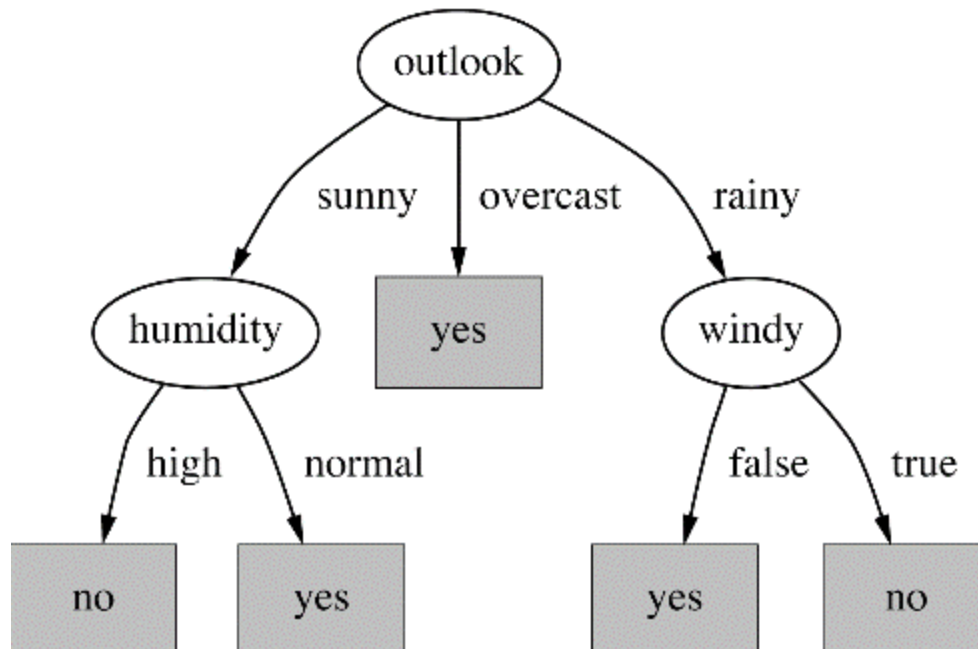 outlook
sunny overcast rainy
humidity yes windy
high normal false true
no yes yes no